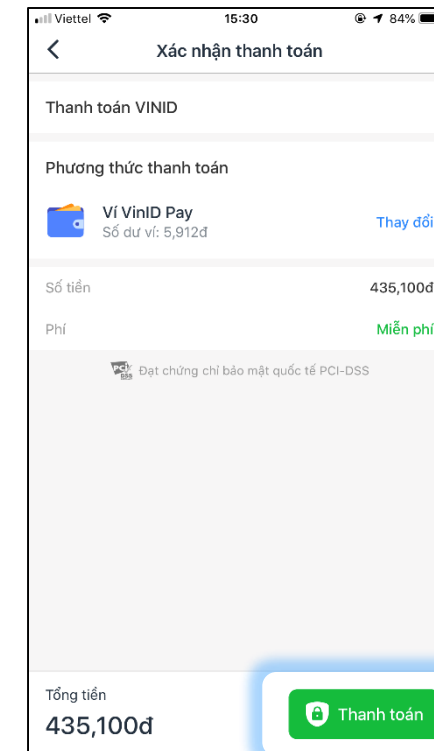 Viettel 15:30 84%
Xác nhận thanh toán
Thanh toán VINID
Phương thức thanh toán
Ví VinID Pay
Số dư ví: 5,912đ
Thay đổi
Số tiền 435,100đ
Phí Miễn phí
PCI DSS Đạt chứng chỉ bảo mật quốc tế PCI-DSS
Tổng tiền
435,100đ
Thanh toán